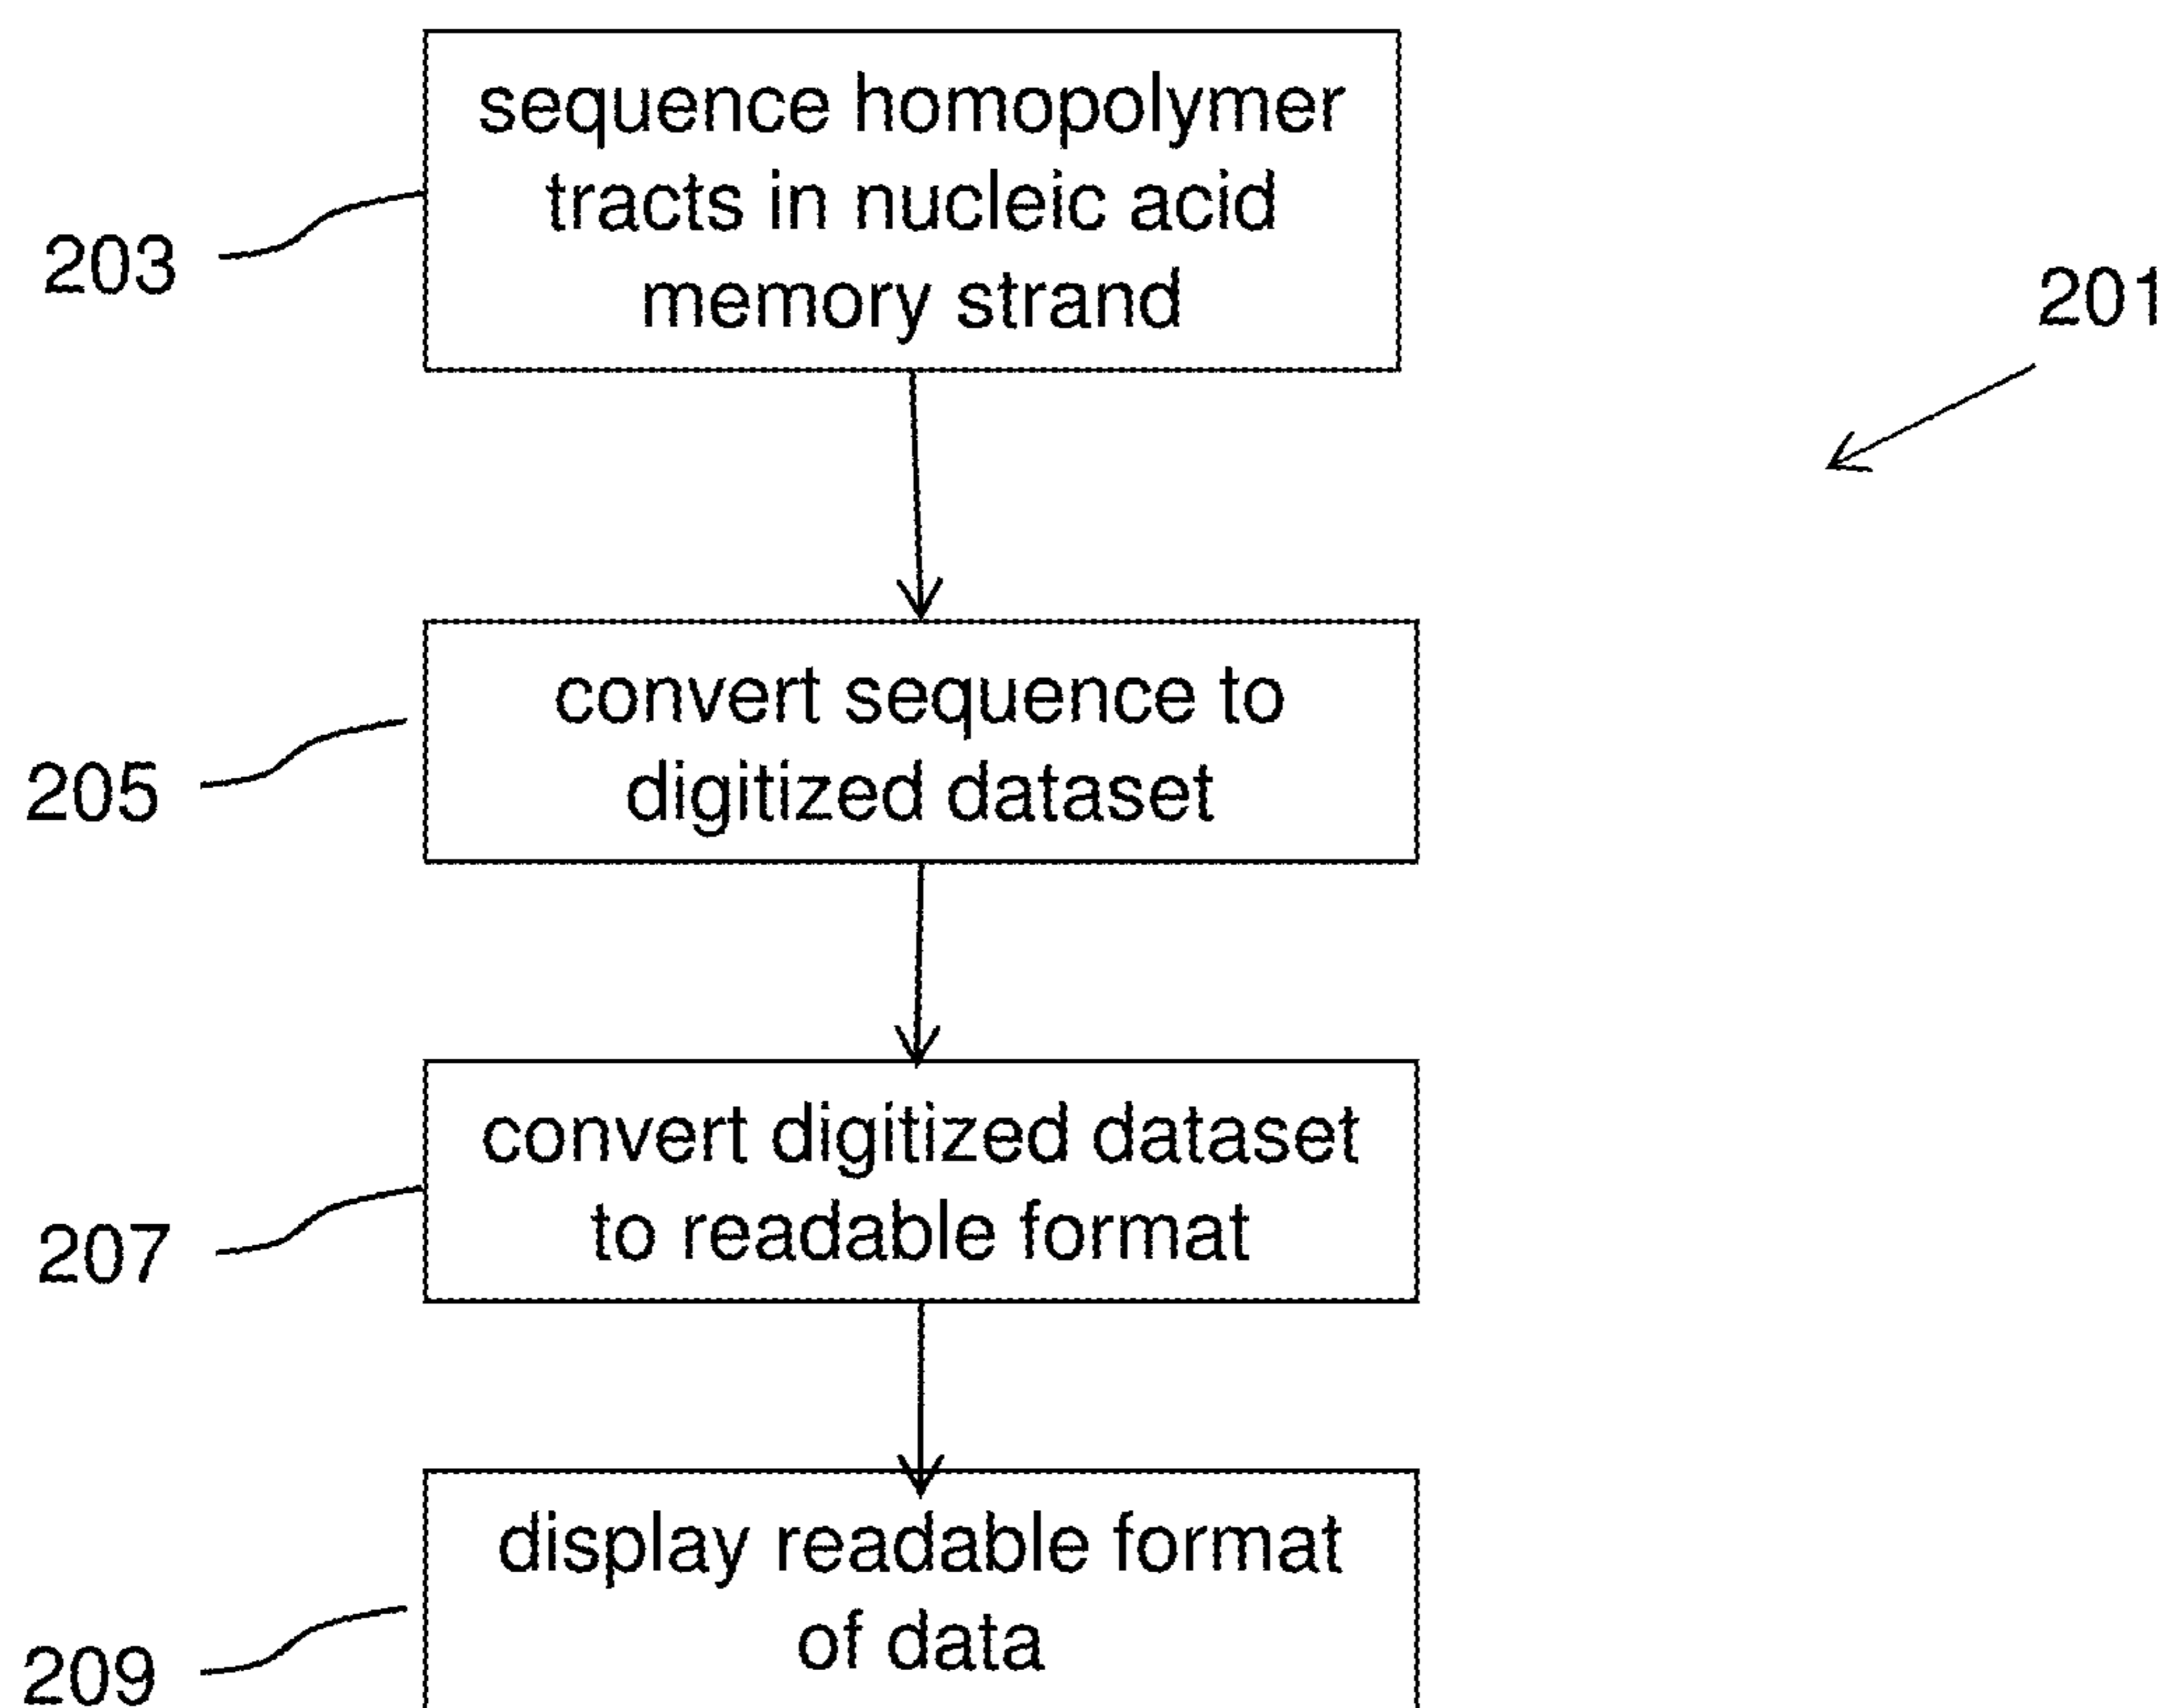 sequence homopolymer
tracts in nucleic acid
memory strand
203
201
convert sequence to
digitized dataset
205
convert digitized dataset
to readable format
207
display readable format
of data
209